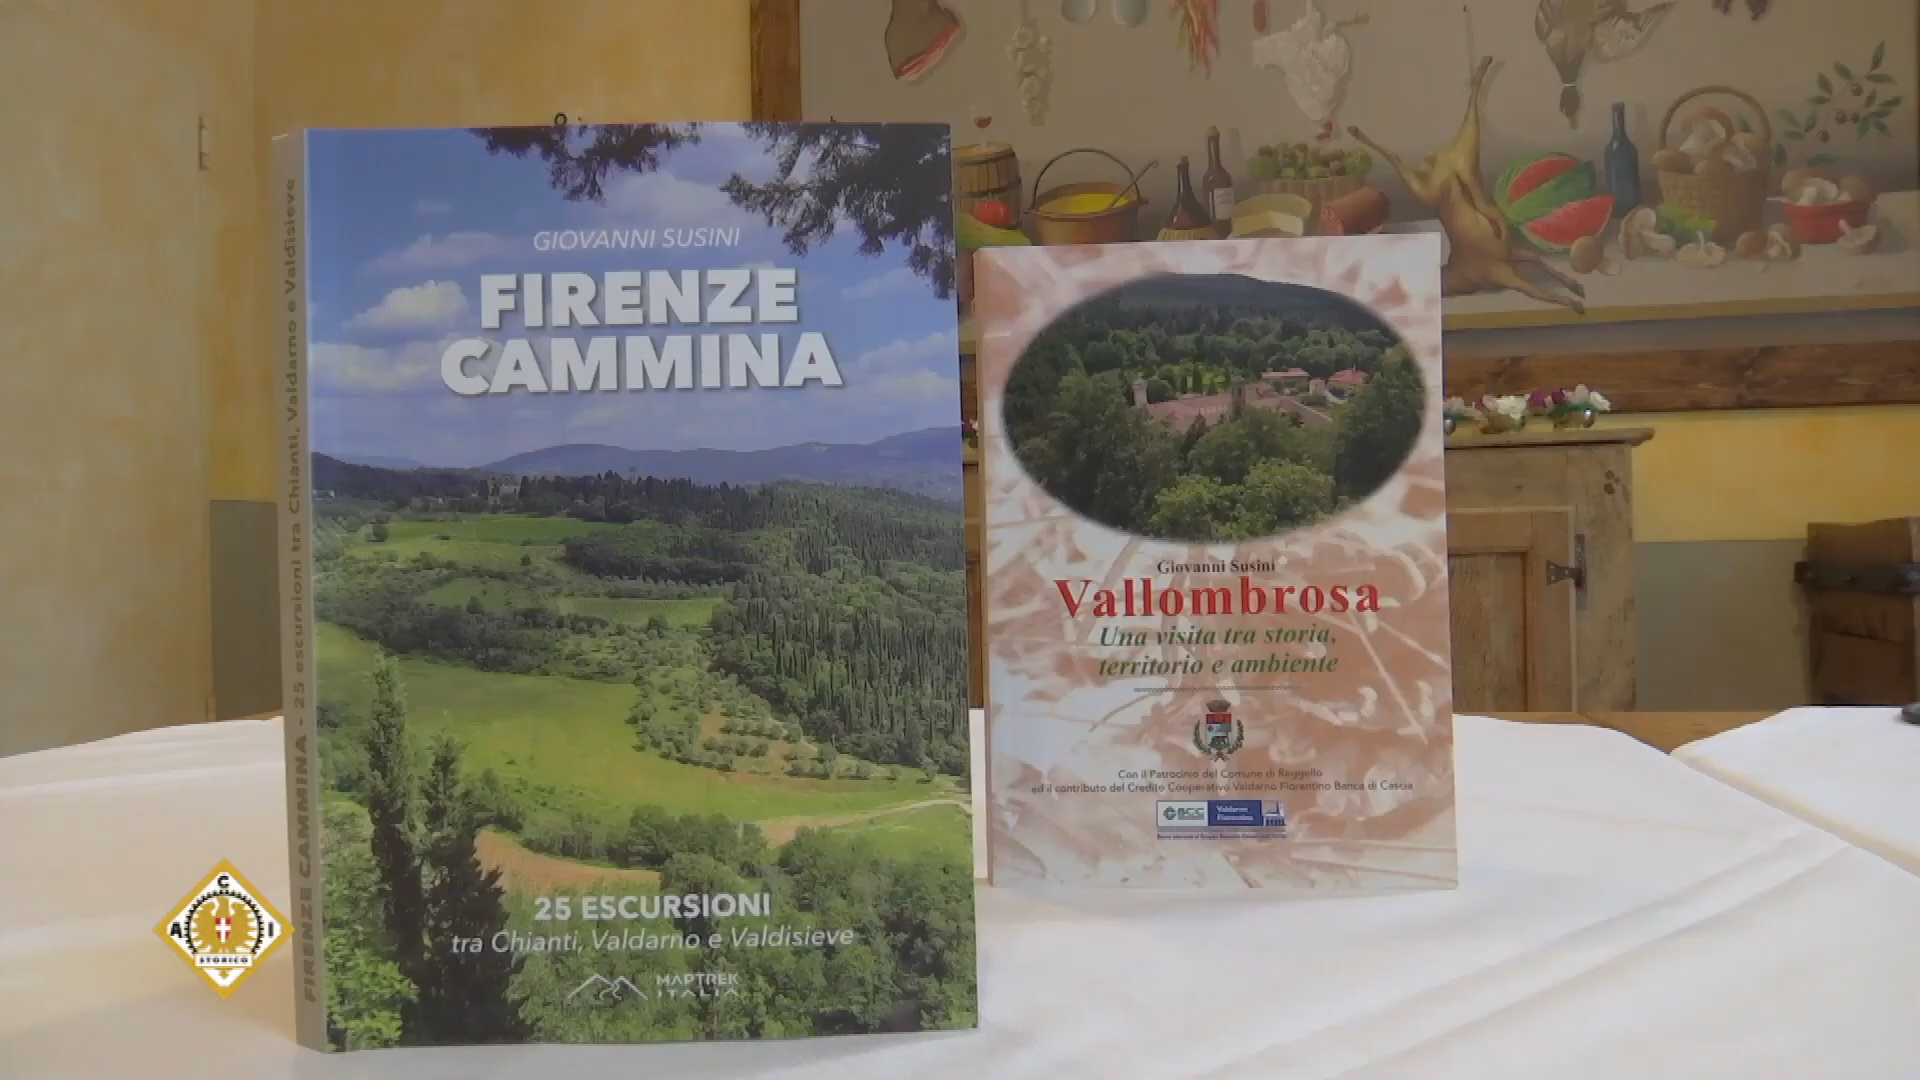 FIRENZE CAMMINA - 25 escursioni tra Chianti, Valdarno e Valdisieve
GIOVANNI SUSINI
FIRENZE
CAMMINA
25 ESCURSIONI
tra Chianti, Valdarno e Valdisieve
MAPTREK
ITALIA
Giovanni Susini
Vallombrosa
Una visita tra storia,
territorio e ambiente
Con il Patrocinio del Comune di Reggello
ed il contributo del Credito Cooperativo Valdarno Fiorentino Banca di Cascia
BCC
Valdarno
Fiorentino
A C I
STORICO